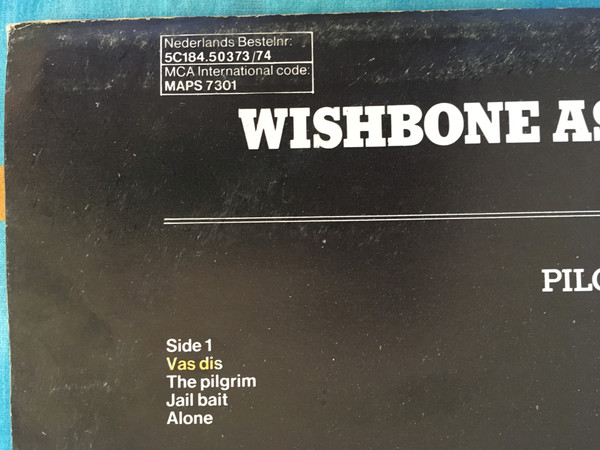 Nederlands Bestelnr:
5C184.50373/74
MCA International code:
MAPS 7301
WISHBONE AS
PILG
Side 1
Vas dis
The pilgrim
Jail bait
Alone